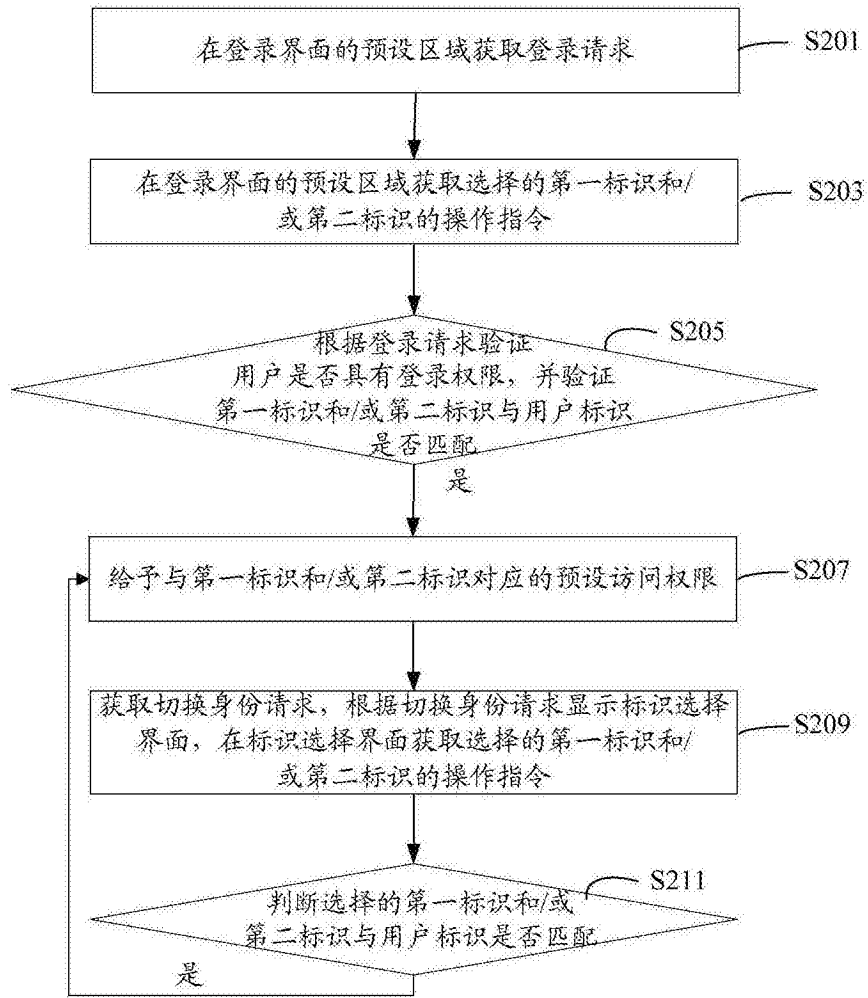 在登录界面的预设区域获取登录请求
S201
在登录界面的预设区域获取选择的第一标识和/
或第二标识的操作指令
S203
根据登录请求验证
用户是否具有登录权限，并验证
第一标识和/或第二标识与用户标识
是否匹配
S205
是
给予与第一标识和/或第二标识对应的预设访问权限
S207
获取切换身份请求，根据切换身份请求显示标识选择
界面，在标识选择界面获取选择的第一标识和/
或第二标识的操作指令
S209
判断选择的第一标识和/或
第二标识与用户标识是否匹配
S211
是